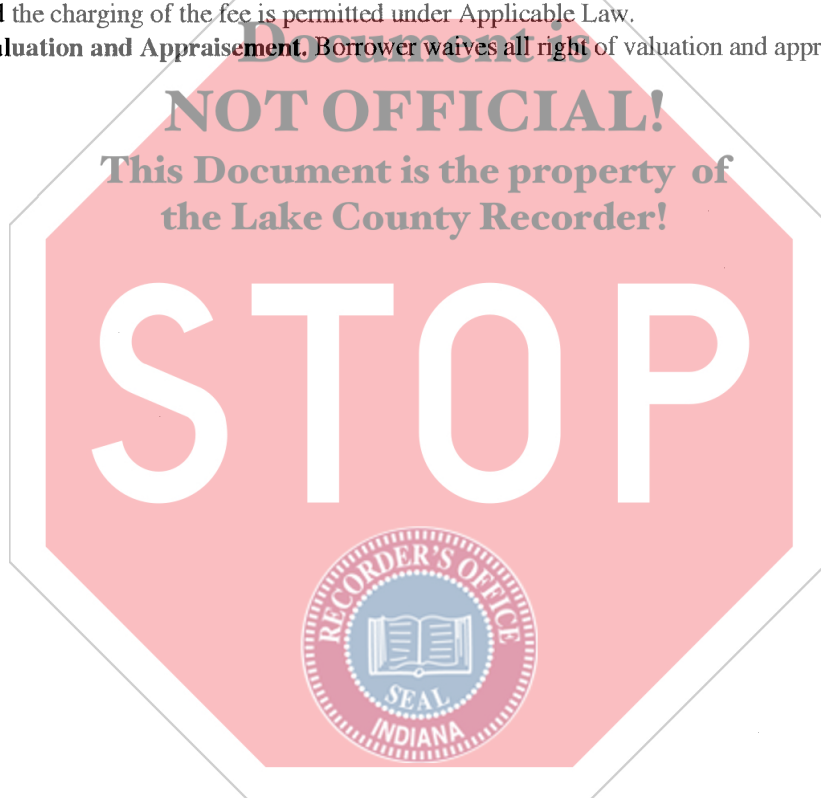 the charging of the fee is permitted under Applicable Law.
and Appraisement. Borrower waives all right of valuation and
Document is
NOT OFFICIAL!
This Document is the property of
the Lake County Recorder!
STOP
RECORDER'S OFFICE
SEAL
INDIANA